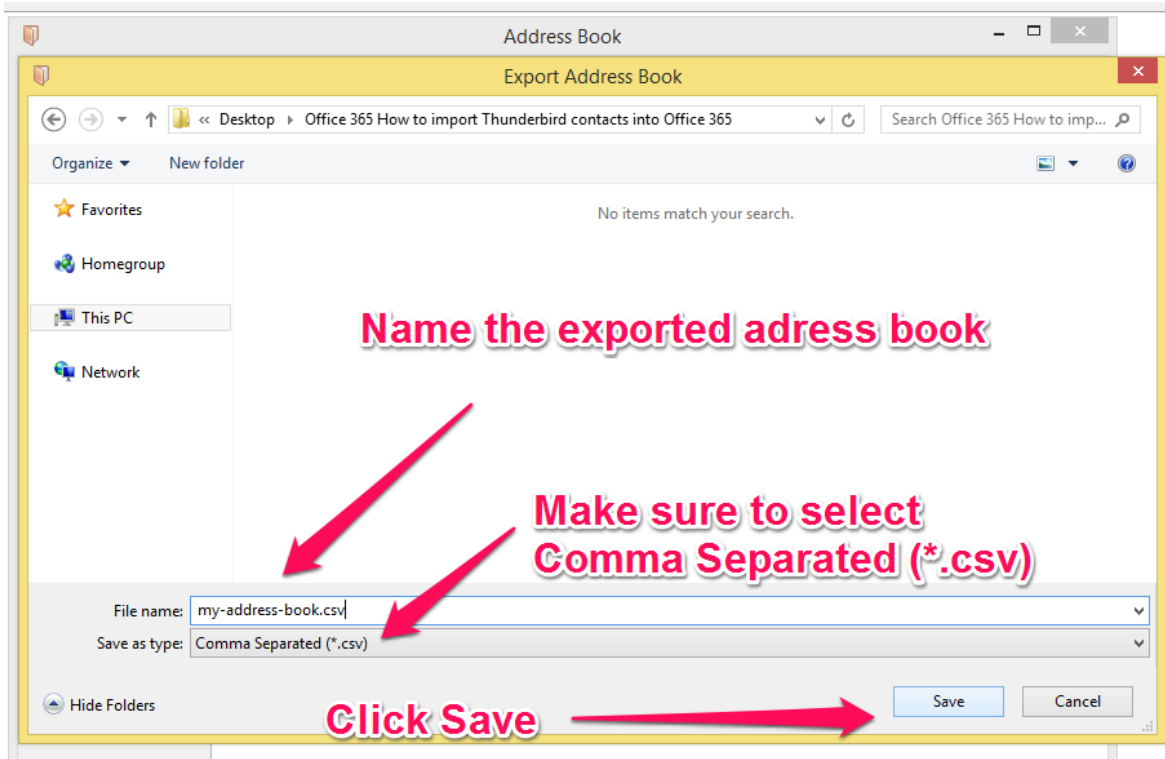 Address Book
Export Address Book
« Desktop Office 365 How to import Thunderbird contacts into Office 365
Search Office 365 How to imp...
Organize New folder
Favorites
No items match your search.
Homegroup
This PC
Name the exported adress book
Network
Make sure to select
Comma Separated (*.csv)
File name: my-address-book.csv
Save as type: Comma Separated (*.csv)
Hide Folders
Click Save
Save Cancel